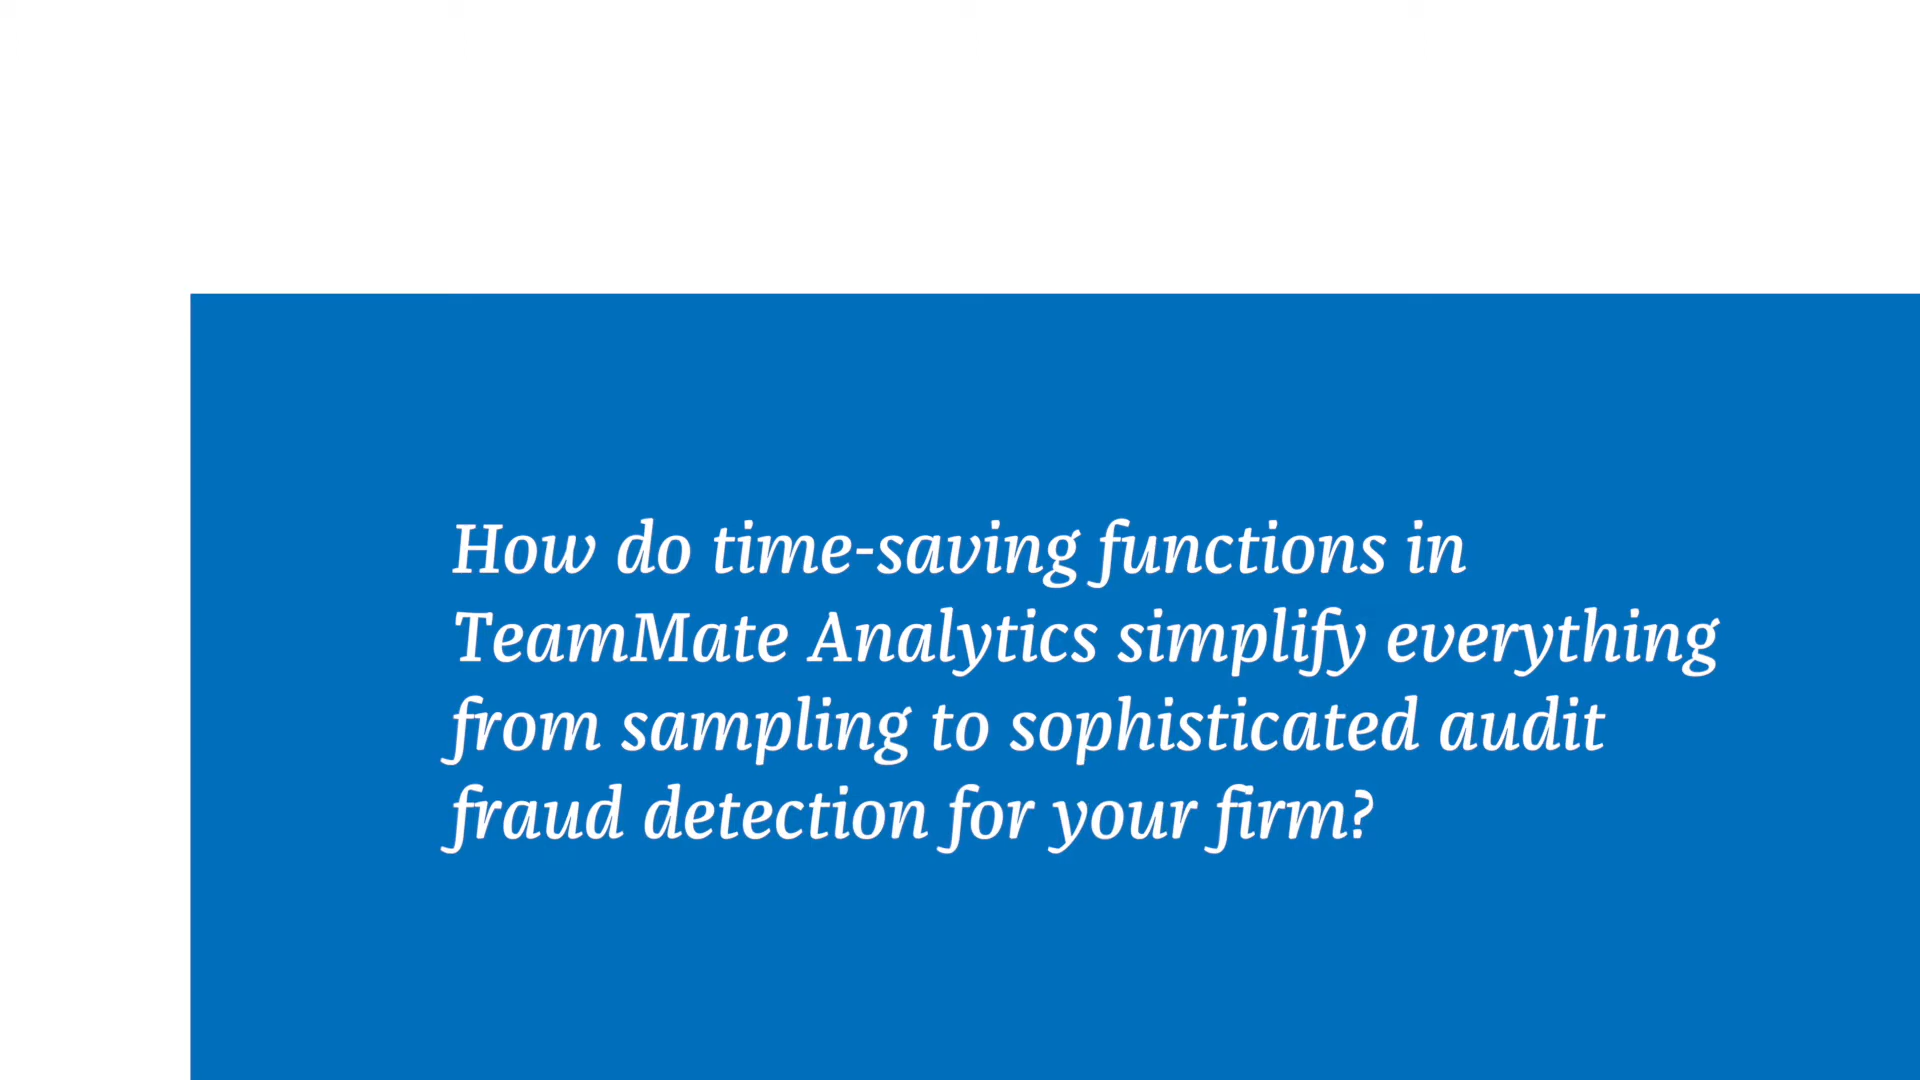 How do time-saving functions in
TeamMate Analytics simplify everything
from sampling to sophisticated audit
fraud detection for your firm?